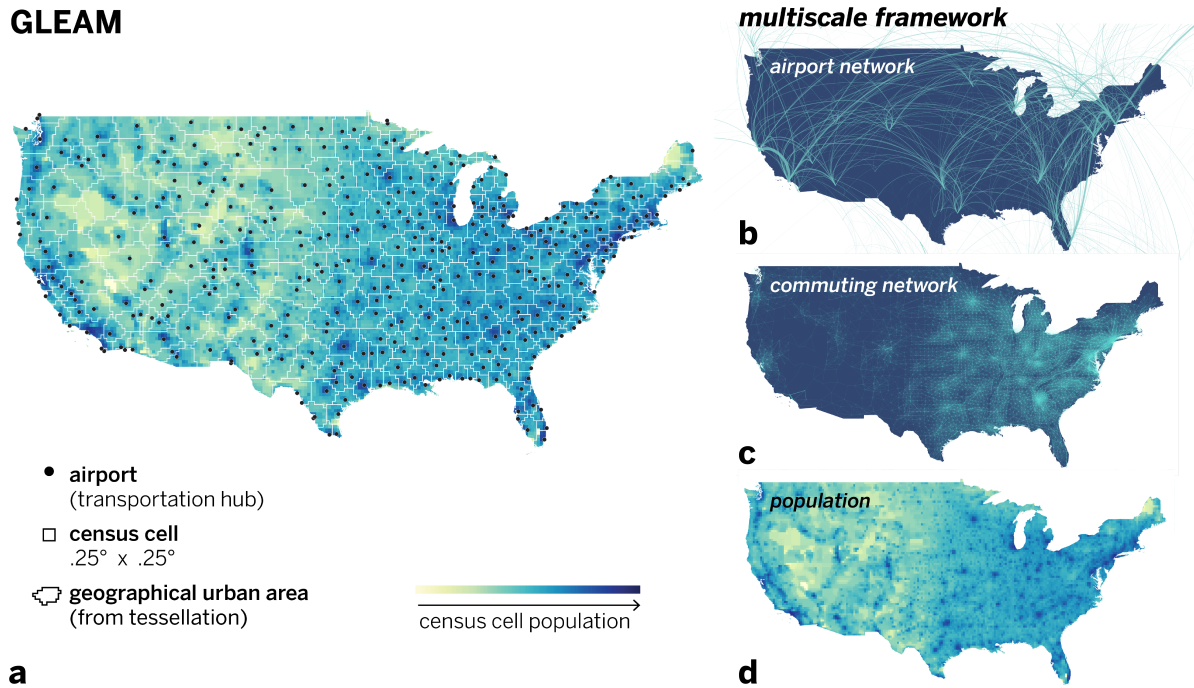 GLEAM
airport
(transportation hub)
census cell
.25° x .25°
geographical urban area
(from tessellation)
census cell population
a
multiscale framework
airport network
b
commuting network
c
population
d